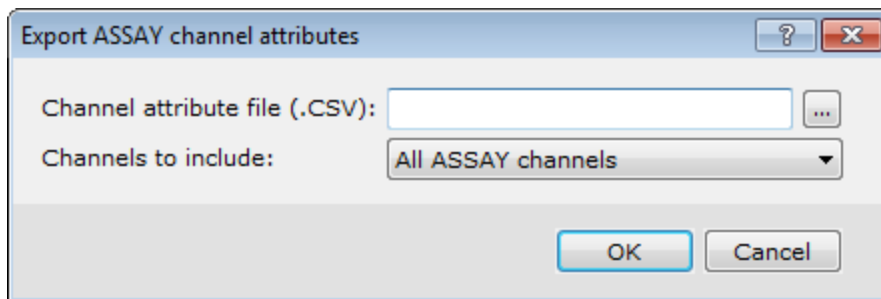 Export ASSAY channel attributes ?
Channel attribute file (.CSV): ...
Channels to include: All ASSAY channels
OK Cancel